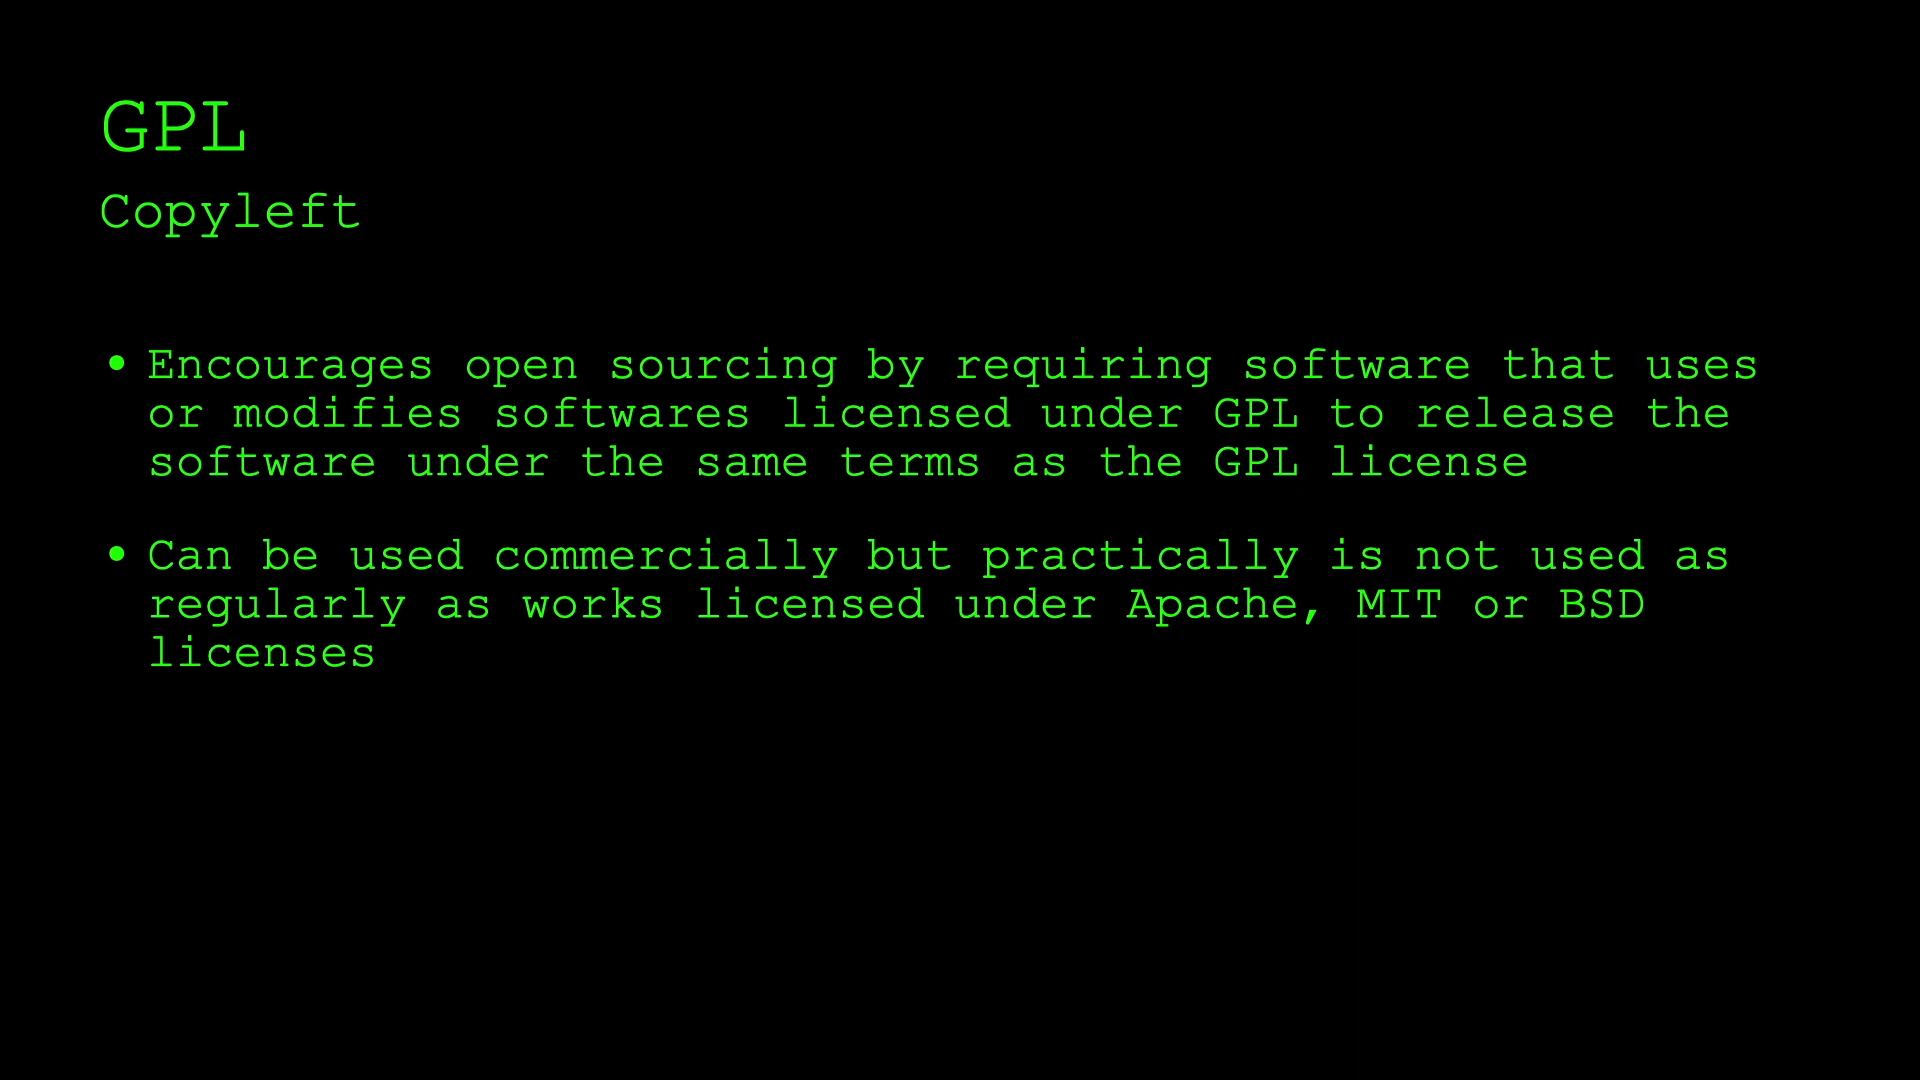 GPL
Copyleft
• Encourages open sourcing by requiring software that uses
or modifies softwares licensed under GPL to release the
software under the same terms as the GPL license
• Can be used commercially but practically is not used as
regularly as works licensed under Apache, MIT or BSD
licenses